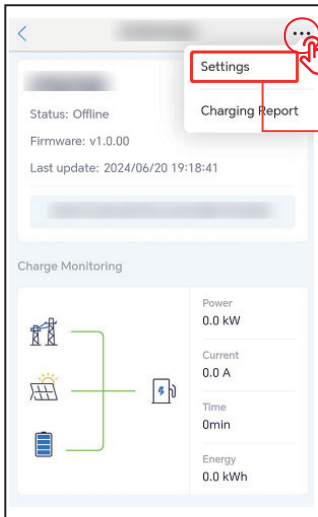 Settings
Charging Report
Status: Offline
Firmware: v1.0.00
Last update: 2024/06/20 19:18:41
Charge Monitoring
Power
0.0 kW
Current
0.0 A
Time
0min
Energy
0.0 kWh